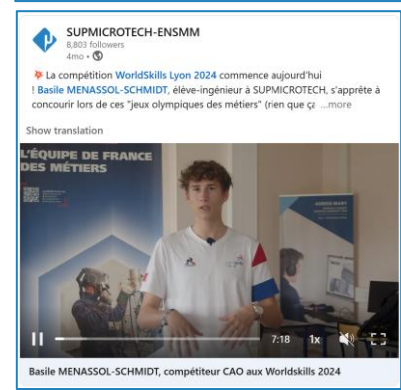 SUPMICROTECH-ENSMM
8,803 followers
4mo •
💥 La compétition WorldSkills Lyon 2024 commence aujourd'hui
! Basile MENASSOL-SCHMIDT, élève-ingénieur à SUPMICROTECH, s'apprête à
concourir lors de ces "jeux olympiques des métiers" (rien que ça ...more
Show translation
L'ÉQUIPE DE FRANCE
DES MÉTIERS
7:18 1x
Basile MENASSOL-SCHMIDT, compétiteur CAO aux Worldskills 2024